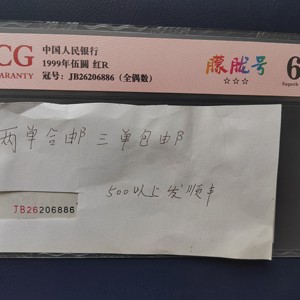 CG
ARANTY
中国人民银行
1999年伍圆 红R
冠号: JB26206886 (全偶数)
朦胧号
☆☆☆
6
Superb
两单合邮 三单包邮
500以上发顺丰
JB26206886